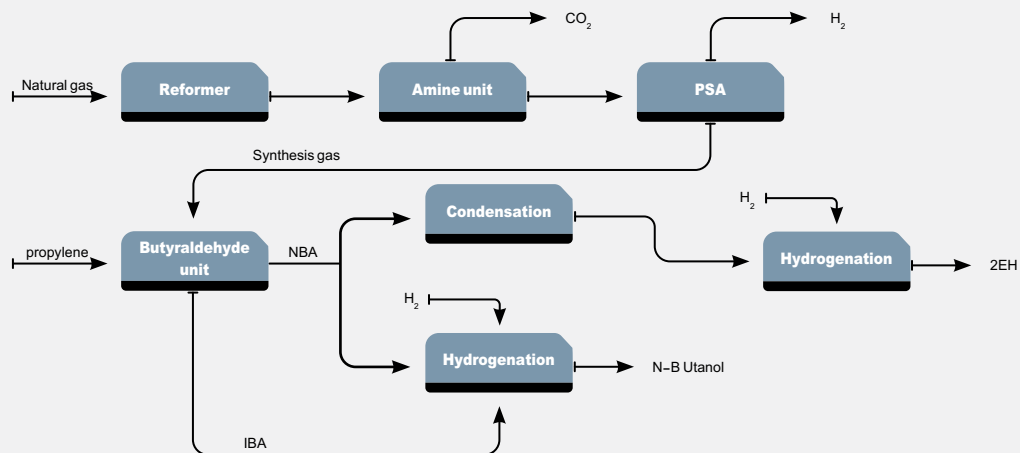 CO2
H2
Natural gas
Reformer
Amine unit
PSA
Synthesis gas
propylene
Butyraldehyde
unit
NBA
Condensation
H2
Hydrogenation
2EH
H2
Hydrogenation
N-B Utanol
IBA